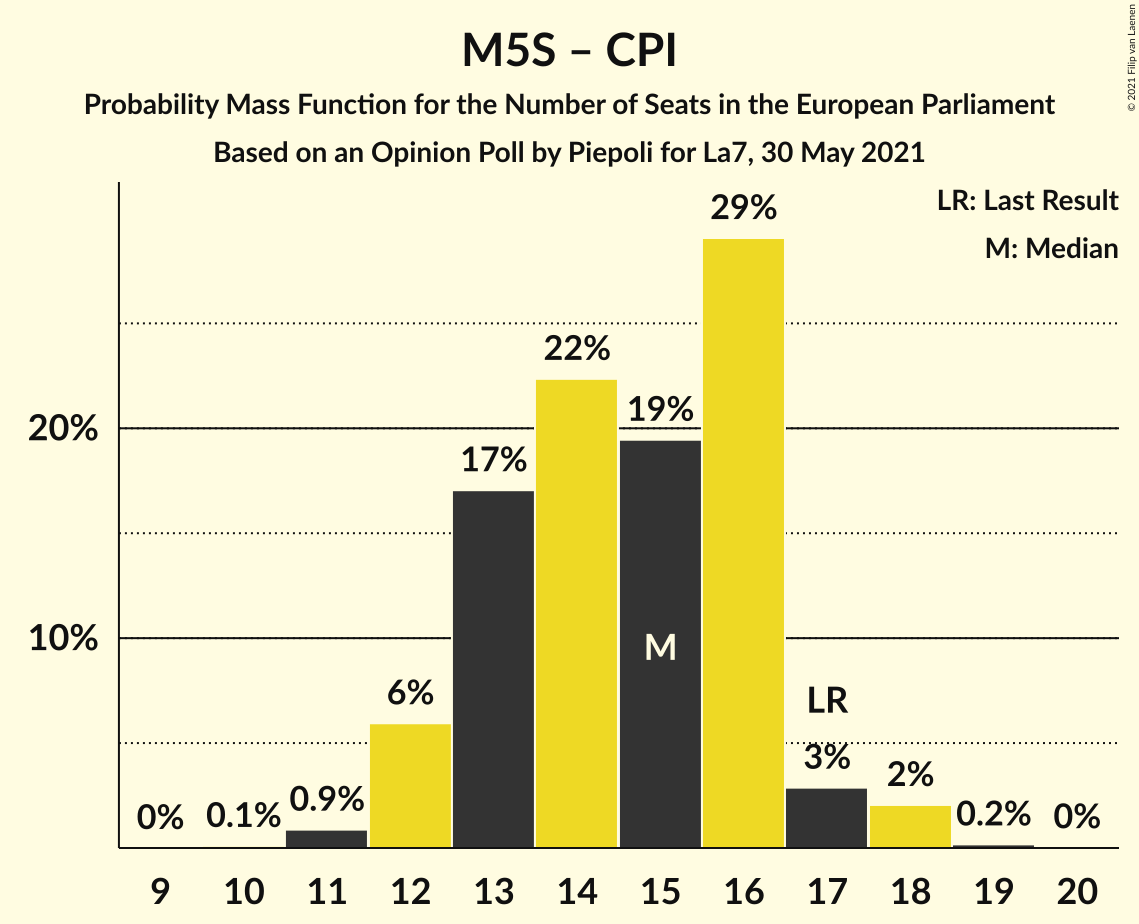 M5S – CPI
Probability Mass Function for the Number of Seats in the European Parliament
Based on an Opinion Poll by Piepoli for La7, 30 May 2021
© 2021 Filip van Laenen
LR: Last Result
M: Median
20%
10%
0%
0.1%
0.9%
6%
17%
22%
19%
29%
3%
2%
0.2%
0%
M
LR
9 10 11 12 13 14 15 16 17 18 19 20